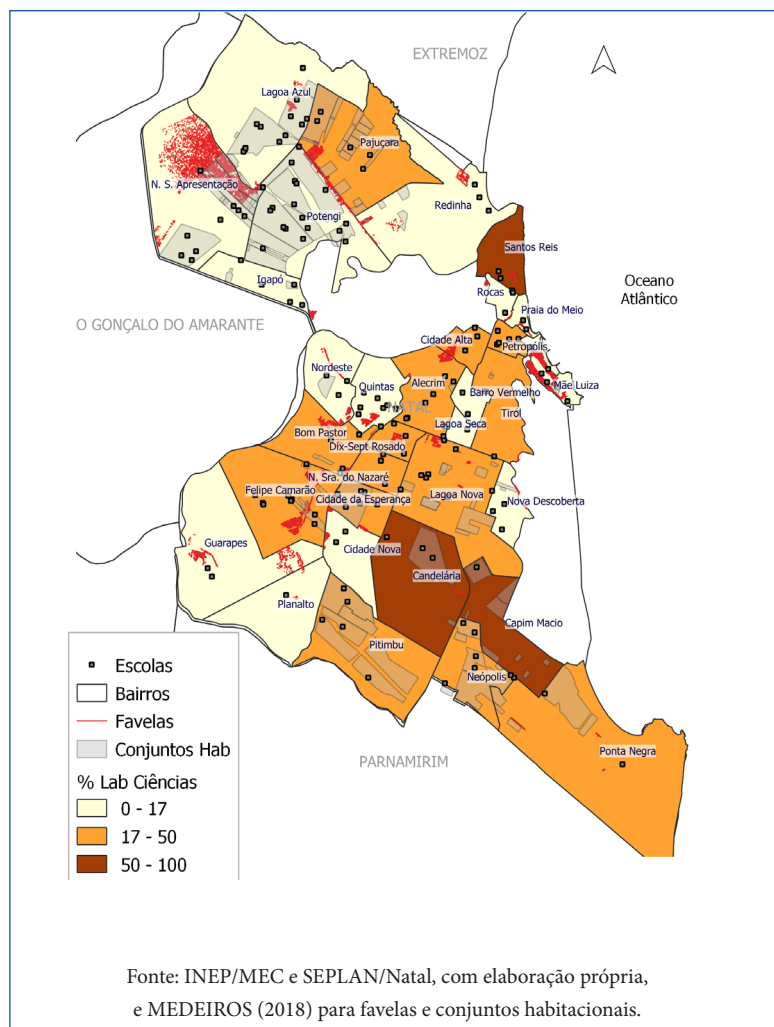 EXTREMOZ
Lagoa Azul
Pajuçara
N. S. Apresentação
Redinha
Potengi
Santos Reis
Igapó
Oceano
Atlântico
Rocas
Praia do Meio
O GONÇALO DO AMARANTE
Cidade Alta
Petrópolis
Nordeste
Quintas
Alecrim
Mãe Luiza
Barro Vermelho
NATAL
Tirol
Lagoa Seca
Bom Pastor
Dix-Sept Rosado
N. Sra. do Nazaré
Felipe Camarão
Cidade da Esperança
Lagoa Nova
Nova Descoberta
Guarapes
Cidade Nova
Candelária
Planalto
Capim Macio
Pitimbu
Neópolis
Ponta Negra
PARNAMIRIM
Escolas
Bairros
Favelas
Conjuntos Hab
% Lab Ciências
0 - 17
17 - 50
50 - 100
Fonte: INEP/MEC e SEPLAN/Natal, com elaboração própria,
e MEDEIROS (2018) para favelas e conjuntos habitacionais.